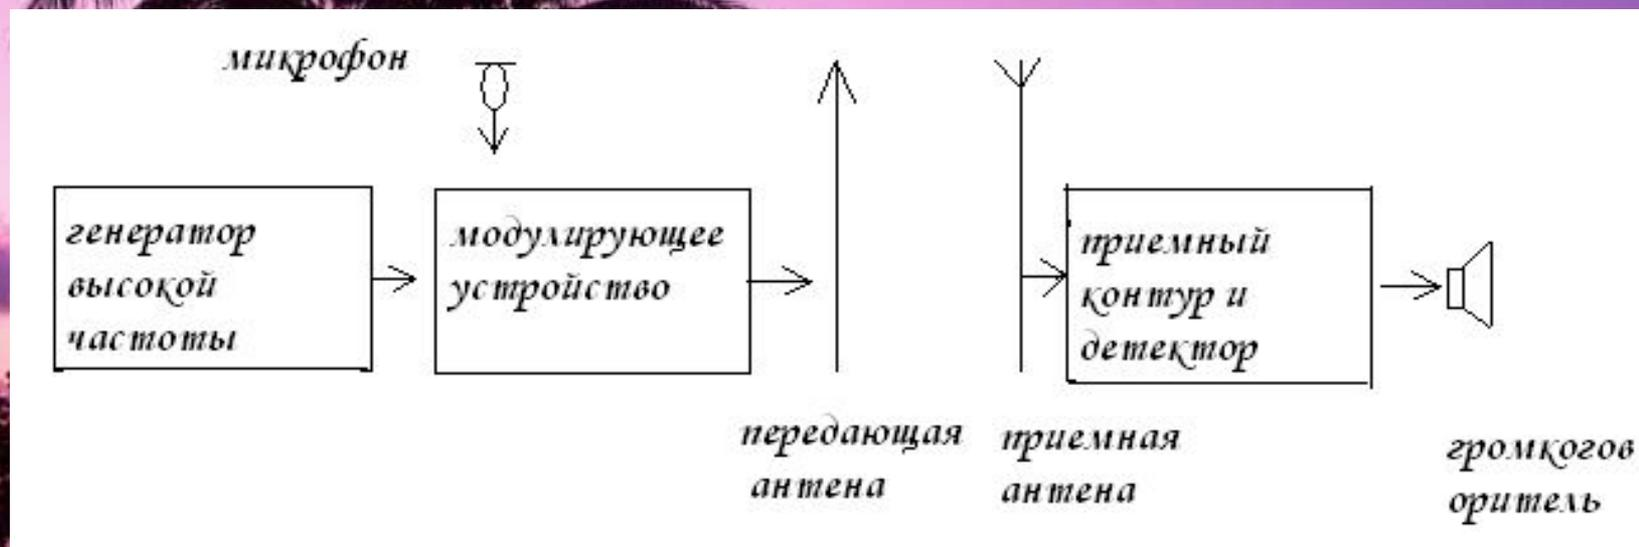 микрофон
генератор
высокой
частоты
модулирующее
устройство
передающая
антена
приемная
антена
приемный
контур и
детектор
громкогов
оритель